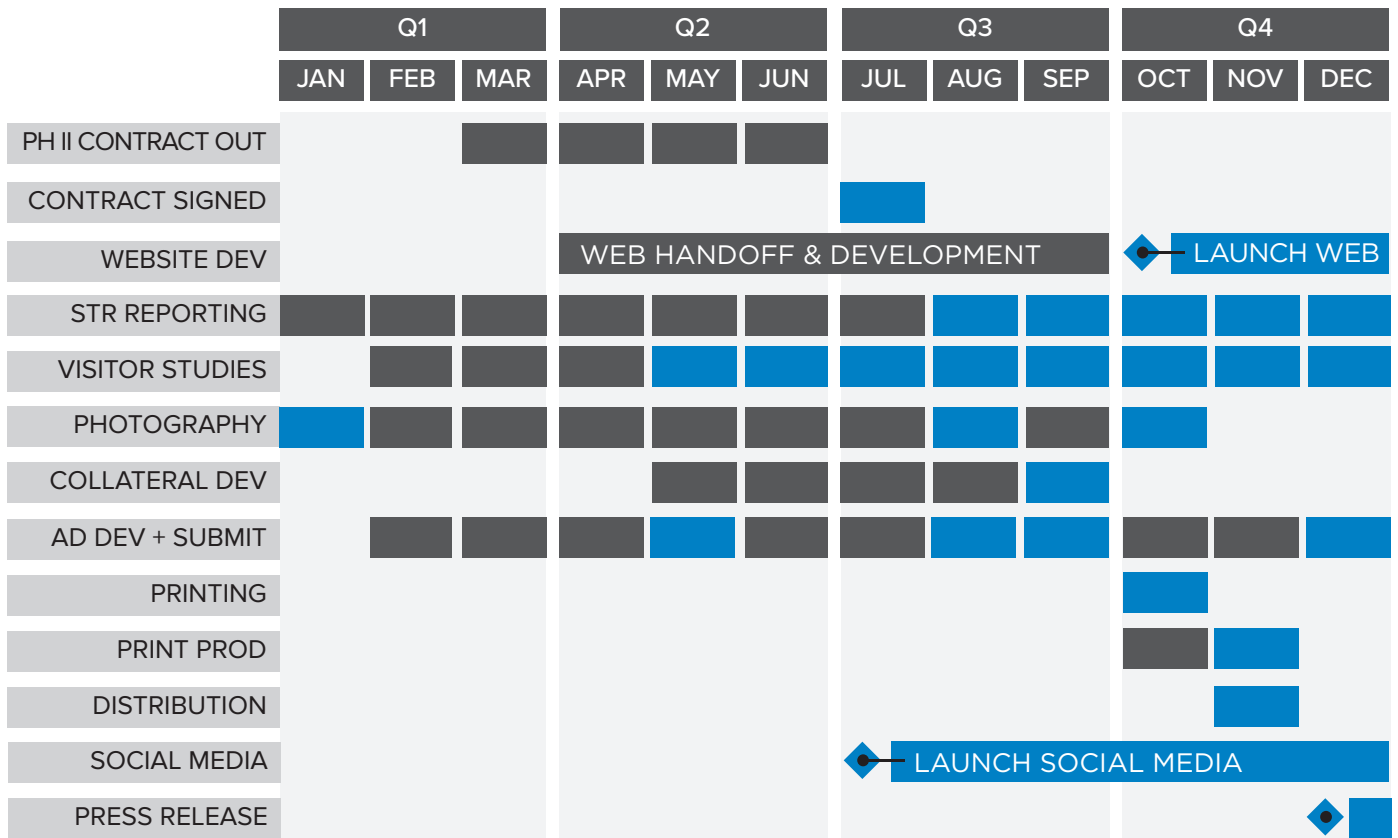 Q1 Q2 Q3 Q4
JAN FEB MAR APR MAY JUN JUL AUG SEP OCT NOV DEC
PH II CONTRACT OUT
CONTRACT SIGNED
WEBSITE DEV WEB HANDOFF & DEVELOPMENT LAUNCH WEB
STR REPORTING
VISITOR STUDIES
PHOTOGRAPHY
COLLATERAL DEV
AD DEV + SUBMIT
PRINTING
PRINT PROD
DISTRIBUTION
SOCIAL MEDIA LAUNCH SOCIAL MEDIA
PRESS RELEASE